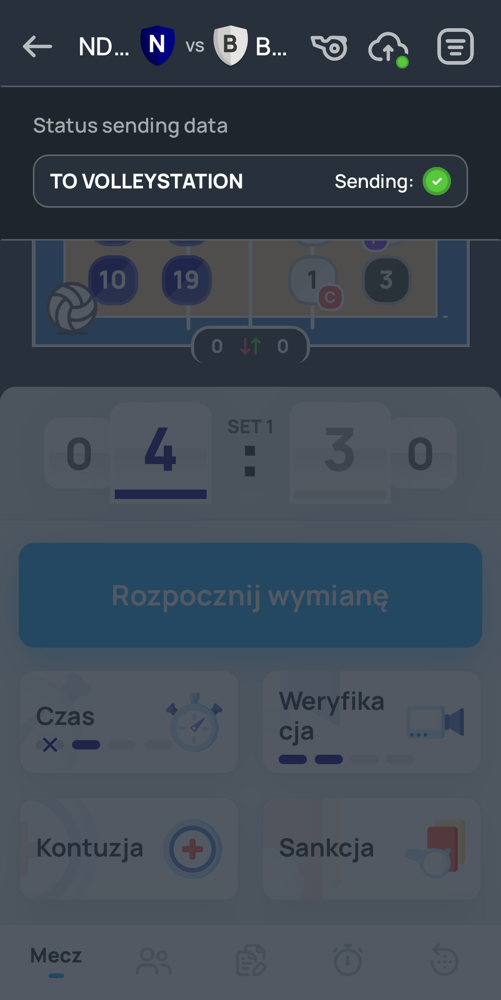 ND... N vs B B...
Status sending data
TO VOLLEYSTATION Sending:
10 19 1 3
C
0 0
SET 1
0 4 : 3 0
Rozpocznij wymianę
Czas
Weryfika
cja
Kontuzja
Sankcja
Mecz